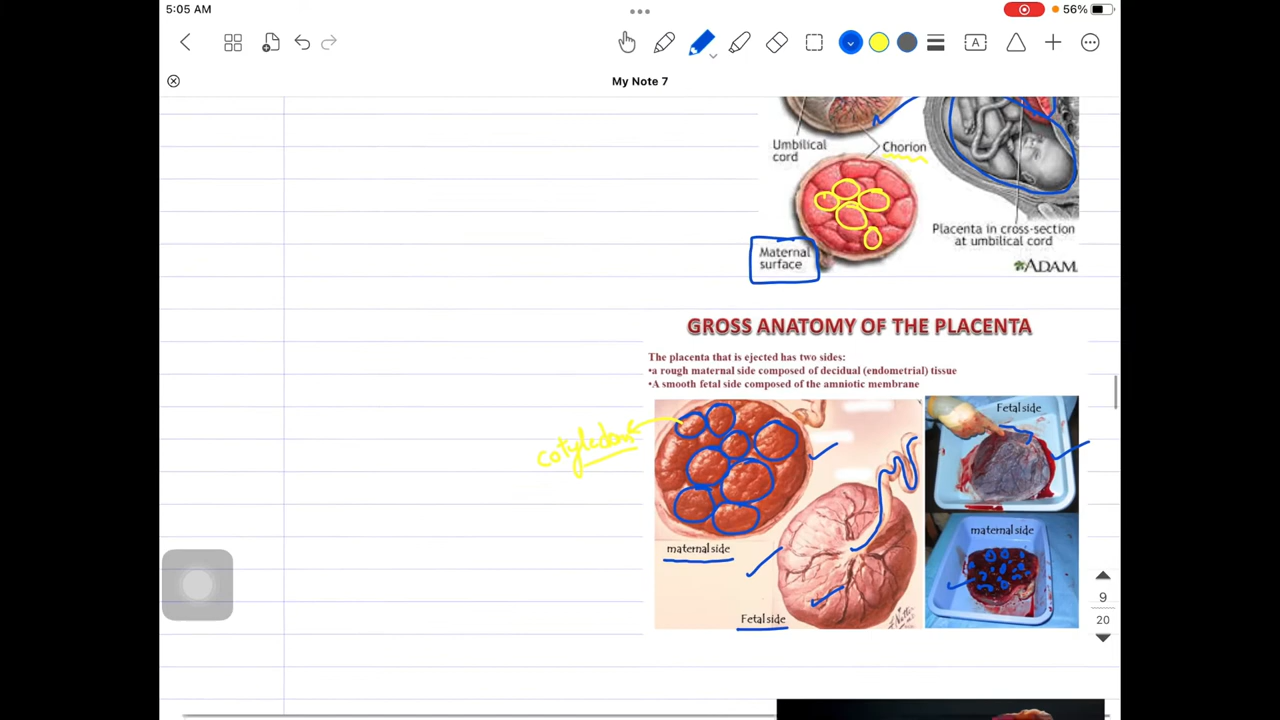 5:05 AM
56%
A
My Note 7
Umbilical
cord
Chorion
Placenta in cross-section
at umbilical cord
Maternal
surface
ADAM.
GROSS ANATOMY OF THE PLACENTA
The placenta that is ejected has two sides:
•a rough maternal side composed of decidual (endometrial) tissue
•A smooth fetal side composed of the amniotic membrane
Fetal side
cotyledons
maternal side
maternal side
Fetal side
9
20